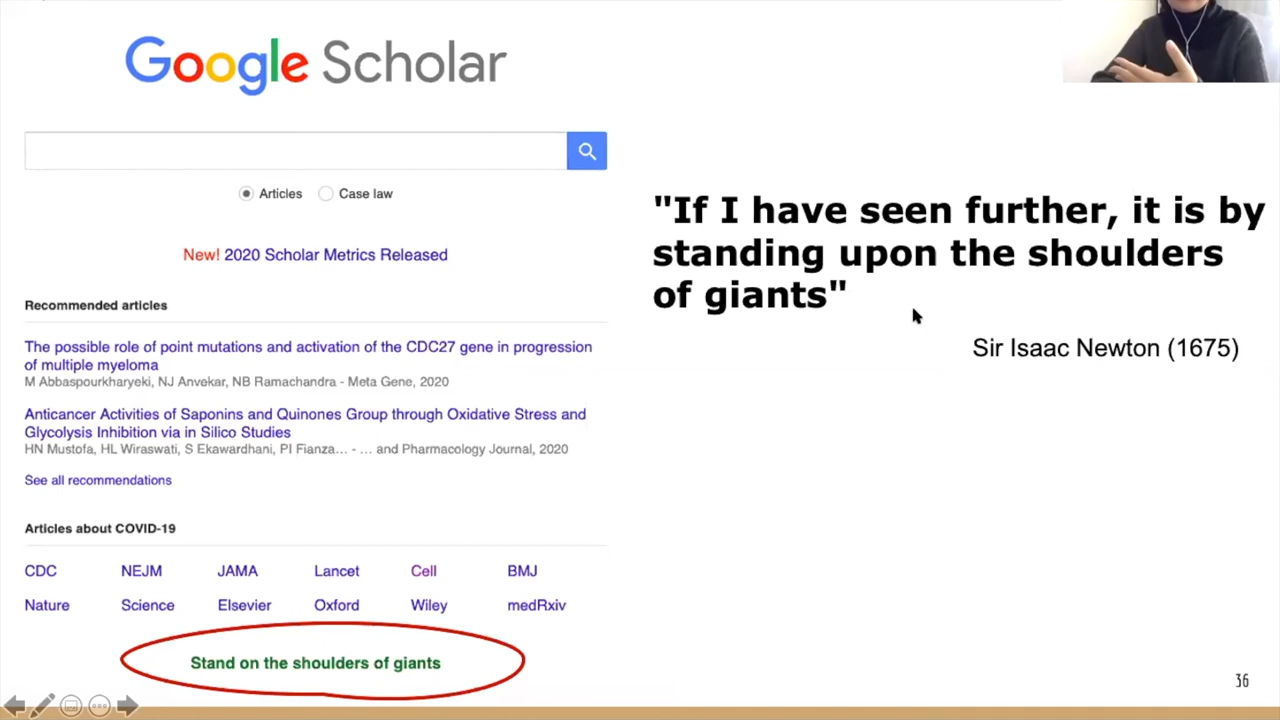 Google Scholar
Articles
Case law
New! 2020 Scholar Metrics Released
Recommended articles
The possible role of point mutations and activation of the CDC27 gene in progression
of multiple myeloma
M Abbaspourkharyeki, NJ Anvekar, NB Ramachandra - Meta Gene, 2020
Anticancer Activities of Saponins and Quinones Group through Oxidative Stress and
Glycolysis Inhibition via in Silico Studies
HN Mustofa, HL Wiraswati, S Ekawardhani, PI Fianza… - … and Pharmacology Journal, 2020
See all recommendations
Articles about COVID-19
CDC NEJM JAMA Lancet Cell BMJ
Nature Science Elsevier Oxford Wiley medRxiv
Stand on the shoulders of giants
"If I have seen further, it is by
standing upon the shoulders
of giants"
Sir Isaac Newton (1675)
36